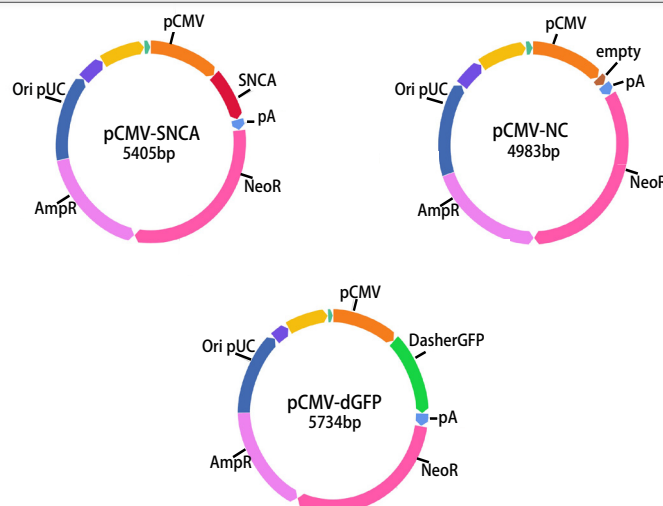 pCMV
SNCA
Ori pUC
pA
pCMV-SNCA
5405bp
NeoR
AmpR
pCMV
empty
pA
Ori pUC
pCMV-NC
4983bp
NeoR
AmpR
pCMV
DasherGFP
Ori pUC
pCMV-dGFP
5734bp
pA
AmpR
NeoR